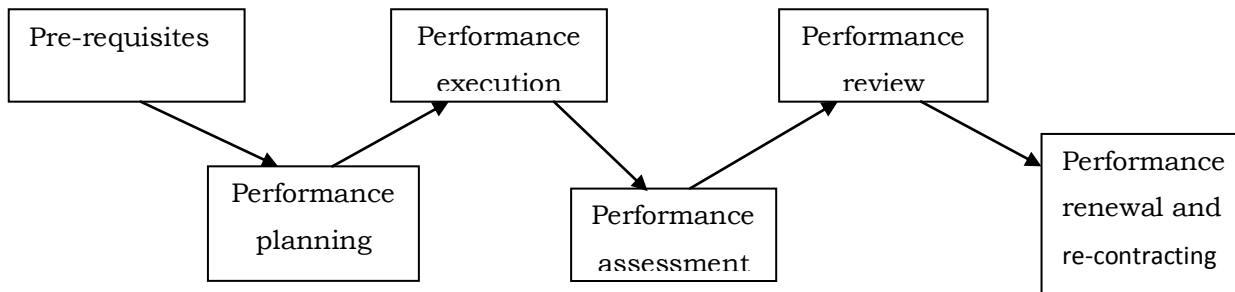 Pre-requisites
Performance
execution
Performance
review
Performance
planning
Performance
assessment
Performance
renewal and
re-contracting